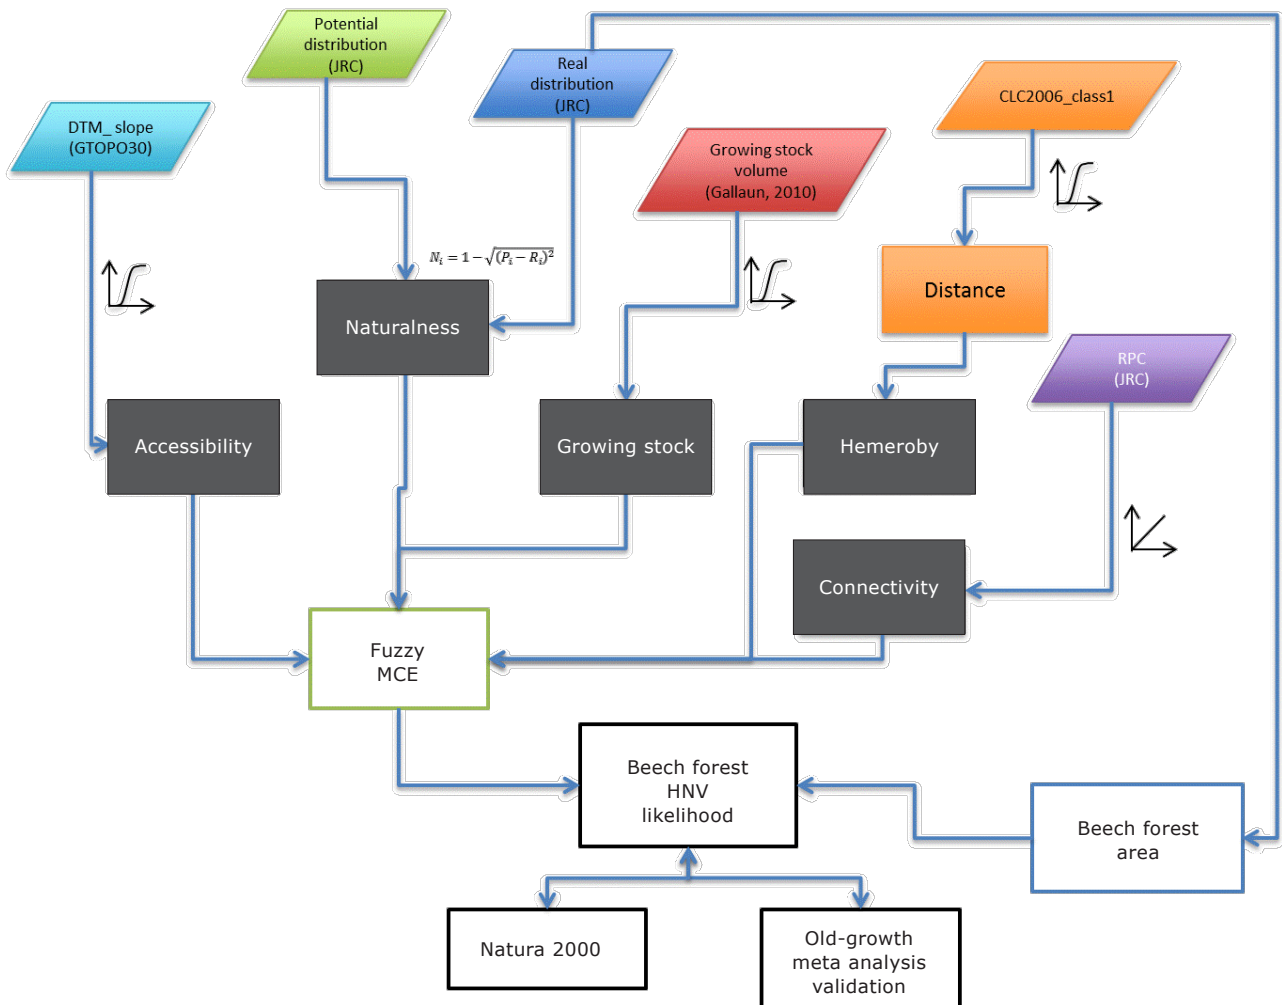 Potential
distribution
(JRC)
Real
distribution
(JRC)
CLC2006_class1
DTM_ slope
(GTOPO30)
Growing stock
volume
(Gallaun, 2010)
N_i = 1 − √(P_i − R_i)²
Distance
Naturalness
RPC
(JRC)
Accessibility
Growing stock
Hemeroby
Connectivity
Fuzzy
MCE
Beech forest
HNV
likelihood
Beech forest
area
Natura 2000
Old-growth
meta analysis
validation